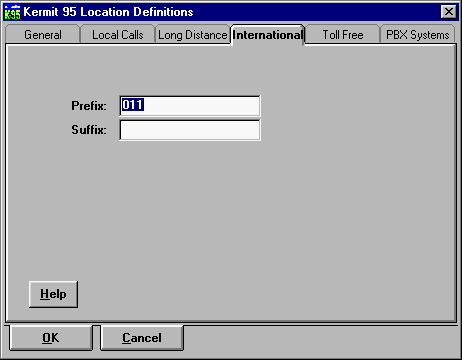 K95 Kermit 95 Location Definitions
General Local Calls Long Distance International Toll Free PBX Systems
Prefix: 011
Suffix:
Help
OK Cancel